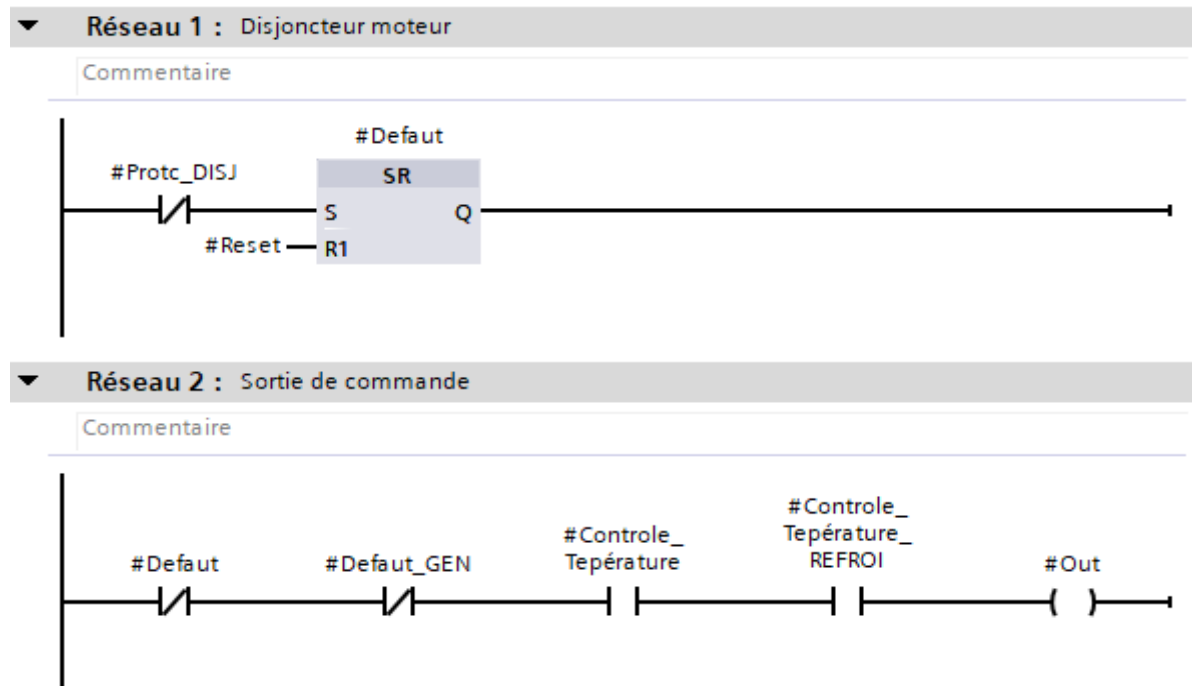 Réseau 1 : Disjoncteur moteur
Commentaire
#Defaut
#Protc_DISJ
SR
S Q
#Reset R1
Réseau 2 : Sortie de commande
Commentaire
#Defaut
#Defaut_GEN
#Controle_
Tepérature
#Controle_
Tepérature_
REFROI
#Out